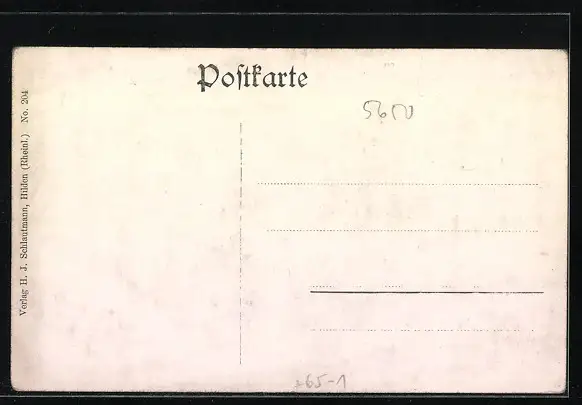 Postkarte
5650
Verlag H. J. Schlautmann, Hilden (Rheinl.) No. 204
265-1